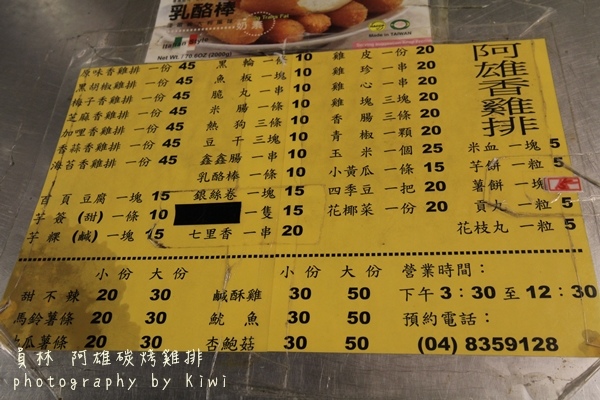 乳酪棒
Made in TAIWAN
阿雄香雞排
原味香雞排 一份 45
黑胡椒雞排 一份 45
梅子香雞排 一份 45
芝麻香雞排 一份 45
咖哩香雞排 一份 45
香蒜香雞排 一份 45
海苔香雞排 一份 45
百頁豆腐 一塊 15
芋簽(甜) 一條 10
芋粿(鹹) 一塊 15
黑輪 一條 10
魚板 一塊 10
脆丸 一串 10
米腸 一條 10
熱狗 三條 10
豆干 三塊 10
鑫鑫腸 一串 10
乳酪棒 一條 10
銀絲卷 一塊 15
一隻 15
七里香 一串 20
雞皮 一份 20
雞珍 一串 20
雞心 一串 20
雞塊 三塊 20
香腸 三條 20
青椒 一顆 20
玉米 一個 25
小黃瓜 一條 20
四季豆 一把 20
花椰菜 一份 20
米血 一塊 5
芋餅 一粒 5
薯餅 一塊
貢丸 一粒 5
花枝丸 一粒 5
小份 大份
甜不辣 20 30
馬鈴薯條 20 30
瓜薯條 20 30
小份 大份
鹹酥雞 30 50
魷魚 30 50
杏鮑菇 30 50
營業時間：
下午 3：30 至 12：30
預約電話：
(04) 8359128
員林 阿雄碳烤雞排
photography by Kiwi